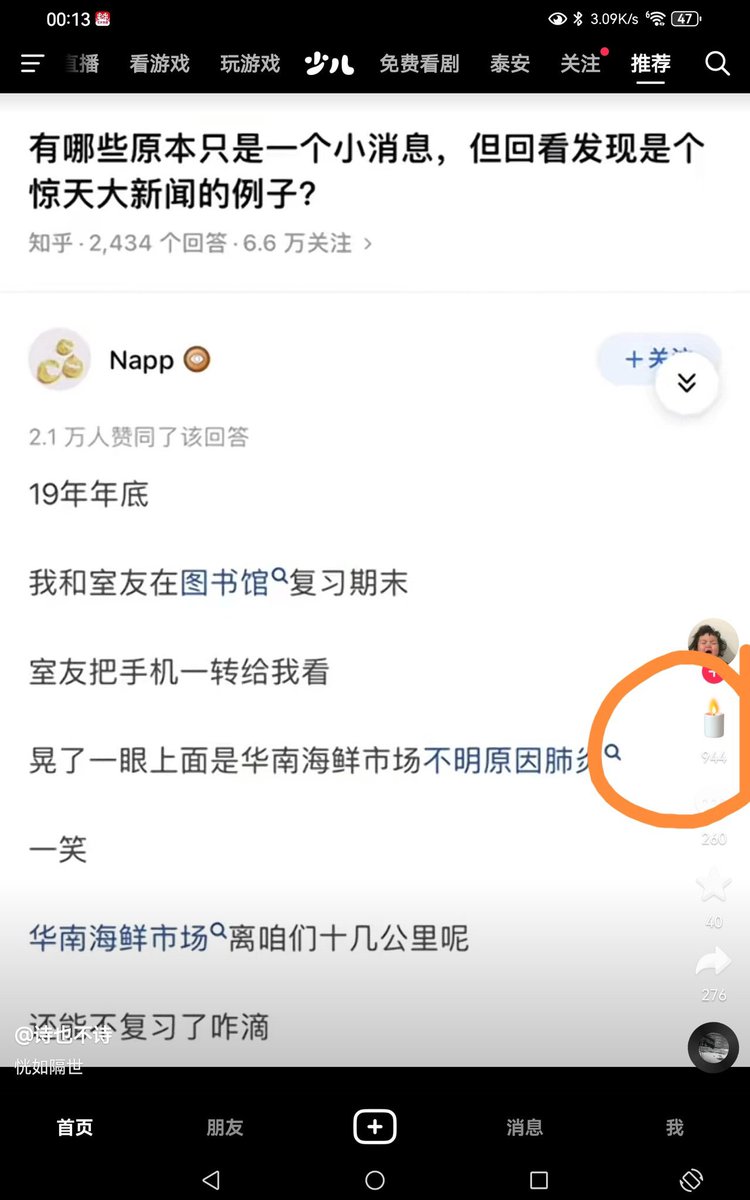 00:13
3.09K/s 6 47
直播 看游戏 玩游戏 少儿 免费看剧 泰安 关注 推荐
有哪些原本只是一个小消息，但回看发现是个
惊天大新闻的例子？
知乎 · 2,434 个回答 · 6.6 万关注 >
Napp
+关注
2.1 万人赞同了该回答
19年年底
我和室友在图书馆复习期末
室友把手机一转给我看
晃了一眼上面是华南海鲜市场不明原因肺炎
944
260
一笑
40
华南海鲜市场离咱们十几公里呢
276
还能不复习了咋滴
@诗也不诗
恍如隔世
首页 朋友 消息 我